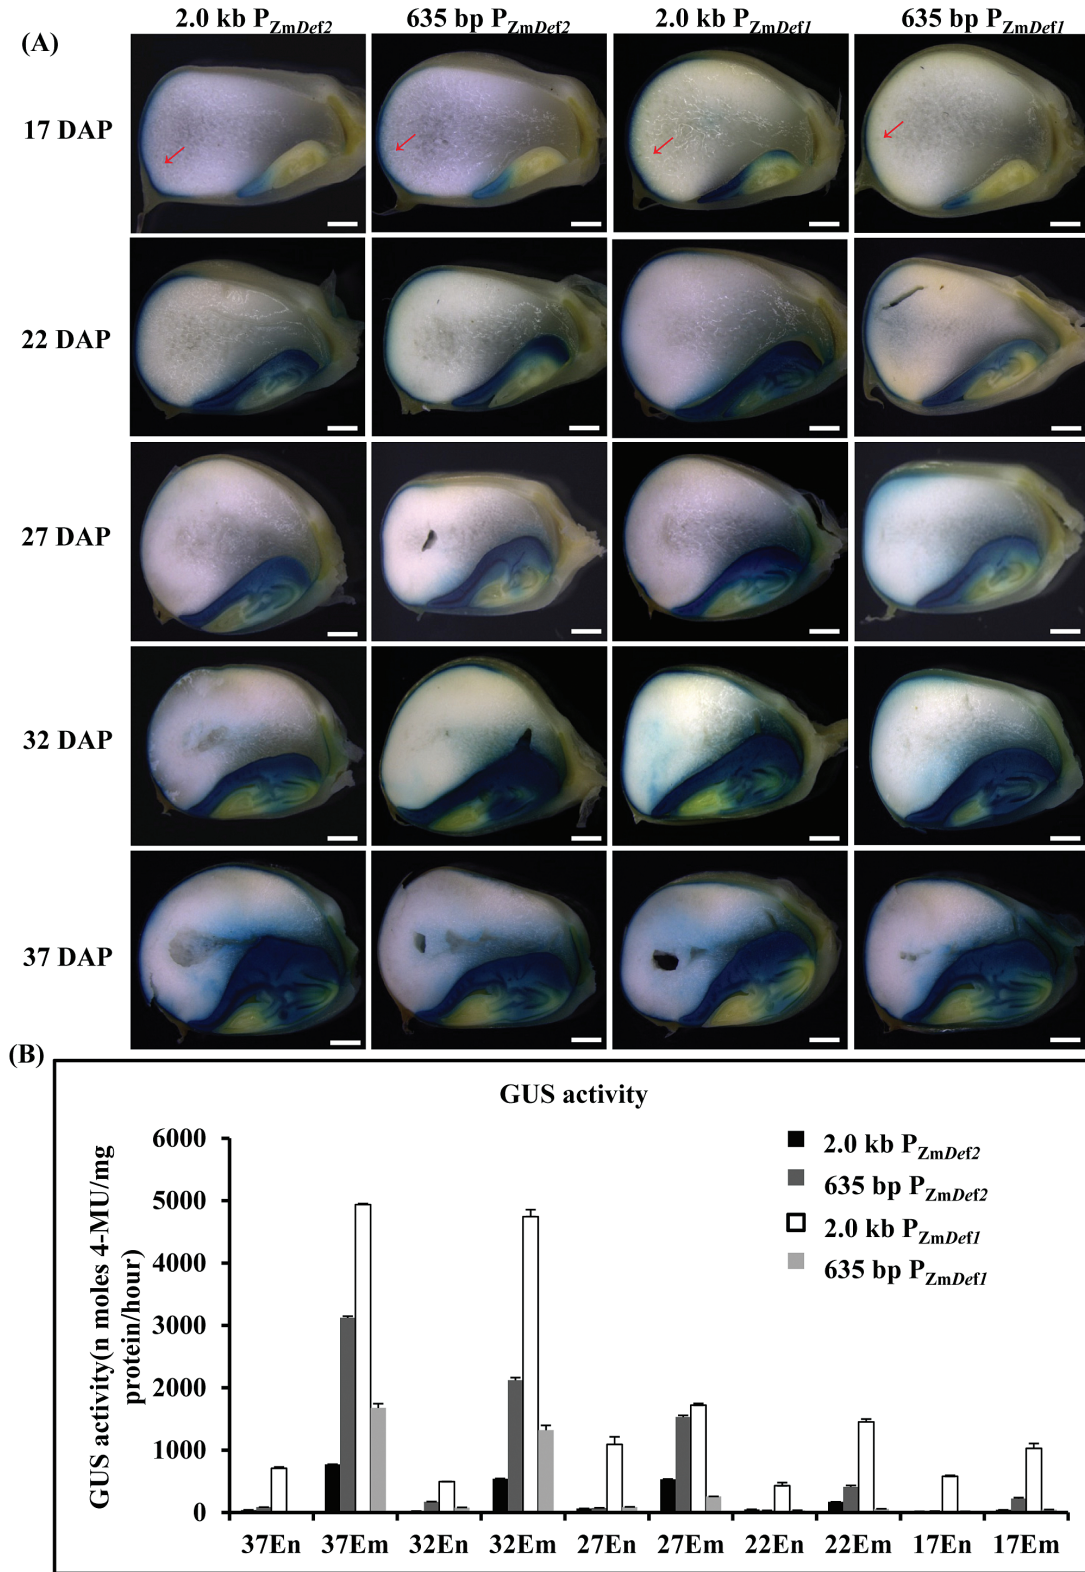 (A)
2.0 kb PZmDef2 635 bp PZmDef2 2.0 kb PZmDef1 635 bp PZmDef1
17 DAP
22 DAP
27 DAP
32 DAP
37 DAP
(B)
GUS activity
GUS activity(n moles 4-MU/mg
protein/hour)
6000
5000
4000
3000
2000
1000
0
2.0 kb PZmDef2
635 bp PZmDef2
2.0 kb PZmDef1
635 bp PZmDef1
37En 37Em 32En 32Em 27En 27Em 22En 22Em 17En 17Em